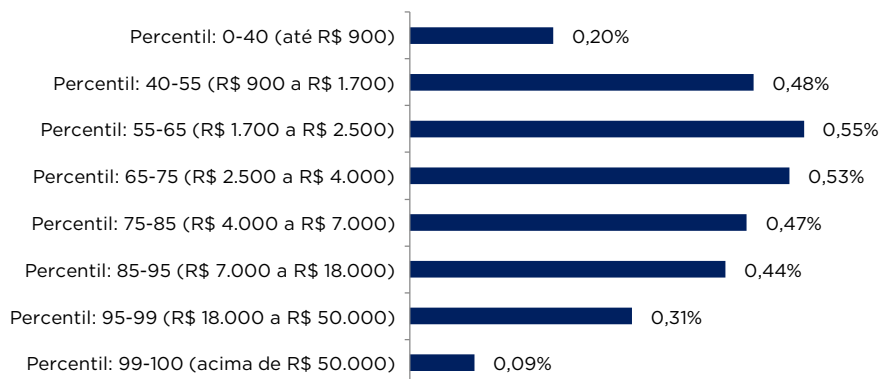 Percentil: 0-40 (até R$ 900) 0,20%
Percentil: 40-55 (R$ 900 a R$ 1.700) 0,48%
Percentil: 55-65 (R$ 1.700 a R$ 2.500) 0,55%
Percentil: 65-75 (R$ 2.500 a R$ 4.000) 0,53%
Percentil: 75-85 (R$ 4.000 a R$ 7.000) 0,47%
Percentil: 85-95 (R$ 7.000 a R$ 18.000) 0,44%
Percentil: 95-99 (R$ 18.000 a R$ 50.000) 0,31%
Percentil: 99-100 (acima de R$ 50.000) 0,09%